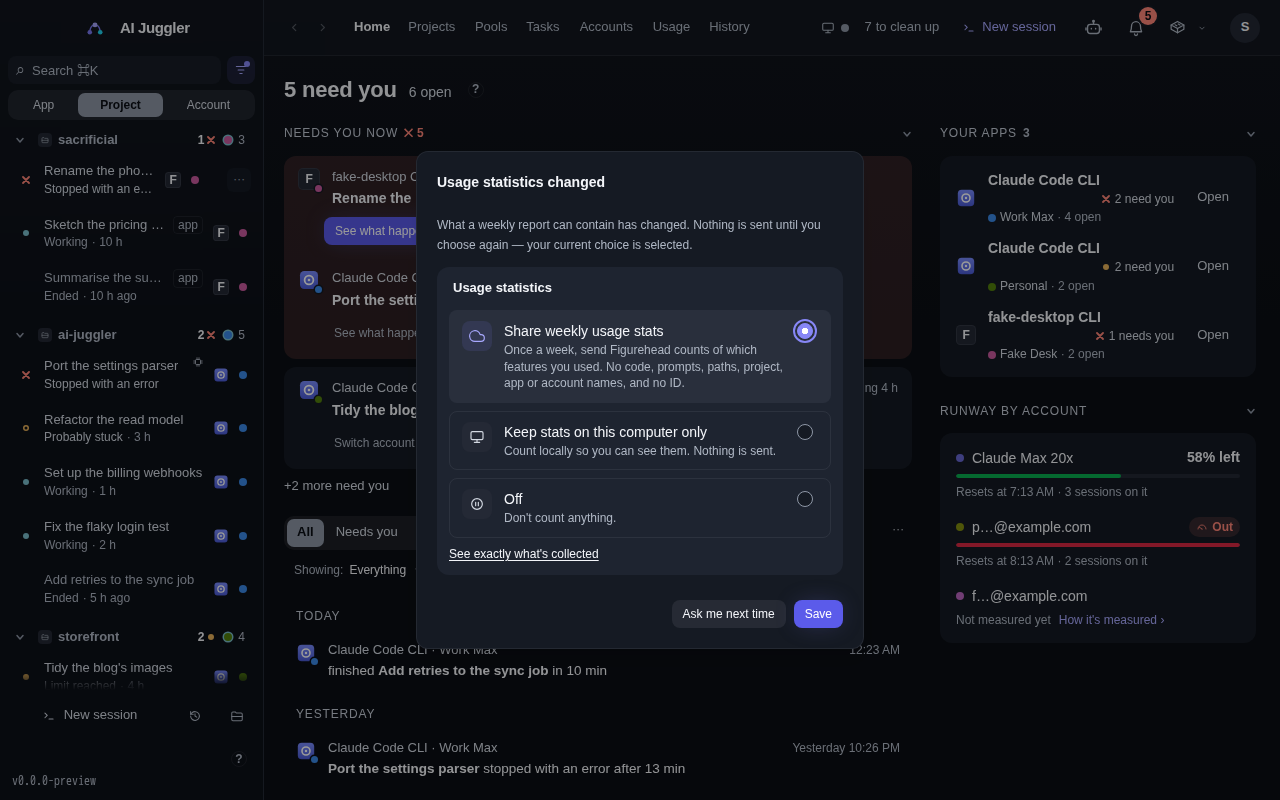 AI Juggler
Search ⌘K
App Project Account
sacrificial 1 3
Rename the pho… F
Stopped with an e…
Sketch the pricing … app F
Working · 10 h
Summarise the su… app F
Ended · 10 h ago
ai-juggler 2 5
Port the settings parser
Stopped with an error
Refactor the read model
Probably stuck · 3 h
Set up the billing webhooks
Working · 1 h
Fix the flaky login test
Working · 2 h
Add retries to the sync job
Ended · 5 h ago
storefront 2 4
Tidy the blog's images
Limit reached · 4 h
New session
?
v0.0.0-preview
Home Projects Pools Tasks Accounts Usage History
7 to clean up
New session
5
S
5 need you 6 open ?
NEEDS YOU NOW 5
F fake-desktop C
Rename the
See what happe
Claude Code C
Port the setti
See what happe
Claude Code C ng 4 h
Tidy the blog
Switch account
+2 more need you
All Needs you …
Showing: Everything
TODAY
Claude Code CLI · Work Max 12:23 AM
finished Add retries to the sync job in 10 min
YESTERDAY
Claude Code CLI · Work Max Yesterday 10:26 PM
Port the settings parser stopped with an error after 13 min
Usage statistics changed
What a weekly report can contain has changed. Nothing is sent until you
choose again — your current choice is selected.
Usage statistics
Share weekly usage stats
Once a week, send Figurehead counts of which
features you used. No code, prompts, paths, project,
app or account names, and no ID.
Keep stats on this computer only
Count locally so you can see them. Nothing is sent.
Off
Don't count anything.
See exactly what's collected
Ask me next time Save
YOUR APPS 3
Claude Code CLI
2 need you Open
Work Max · 4 open
Claude Code CLI
2 need you Open
Personal · 2 open
fake-desktop CLI
F 1 needs you Open
Fake Desk · 2 open
RUNWAY BY ACCOUNT
Claude Max 20x 58% left
Resets at 7:13 AM · 3 sessions on it
p…@example.com Out
Resets at 8:13 AM · 2 sessions on it
f…@example.com
Not measured yet How it's measured ›